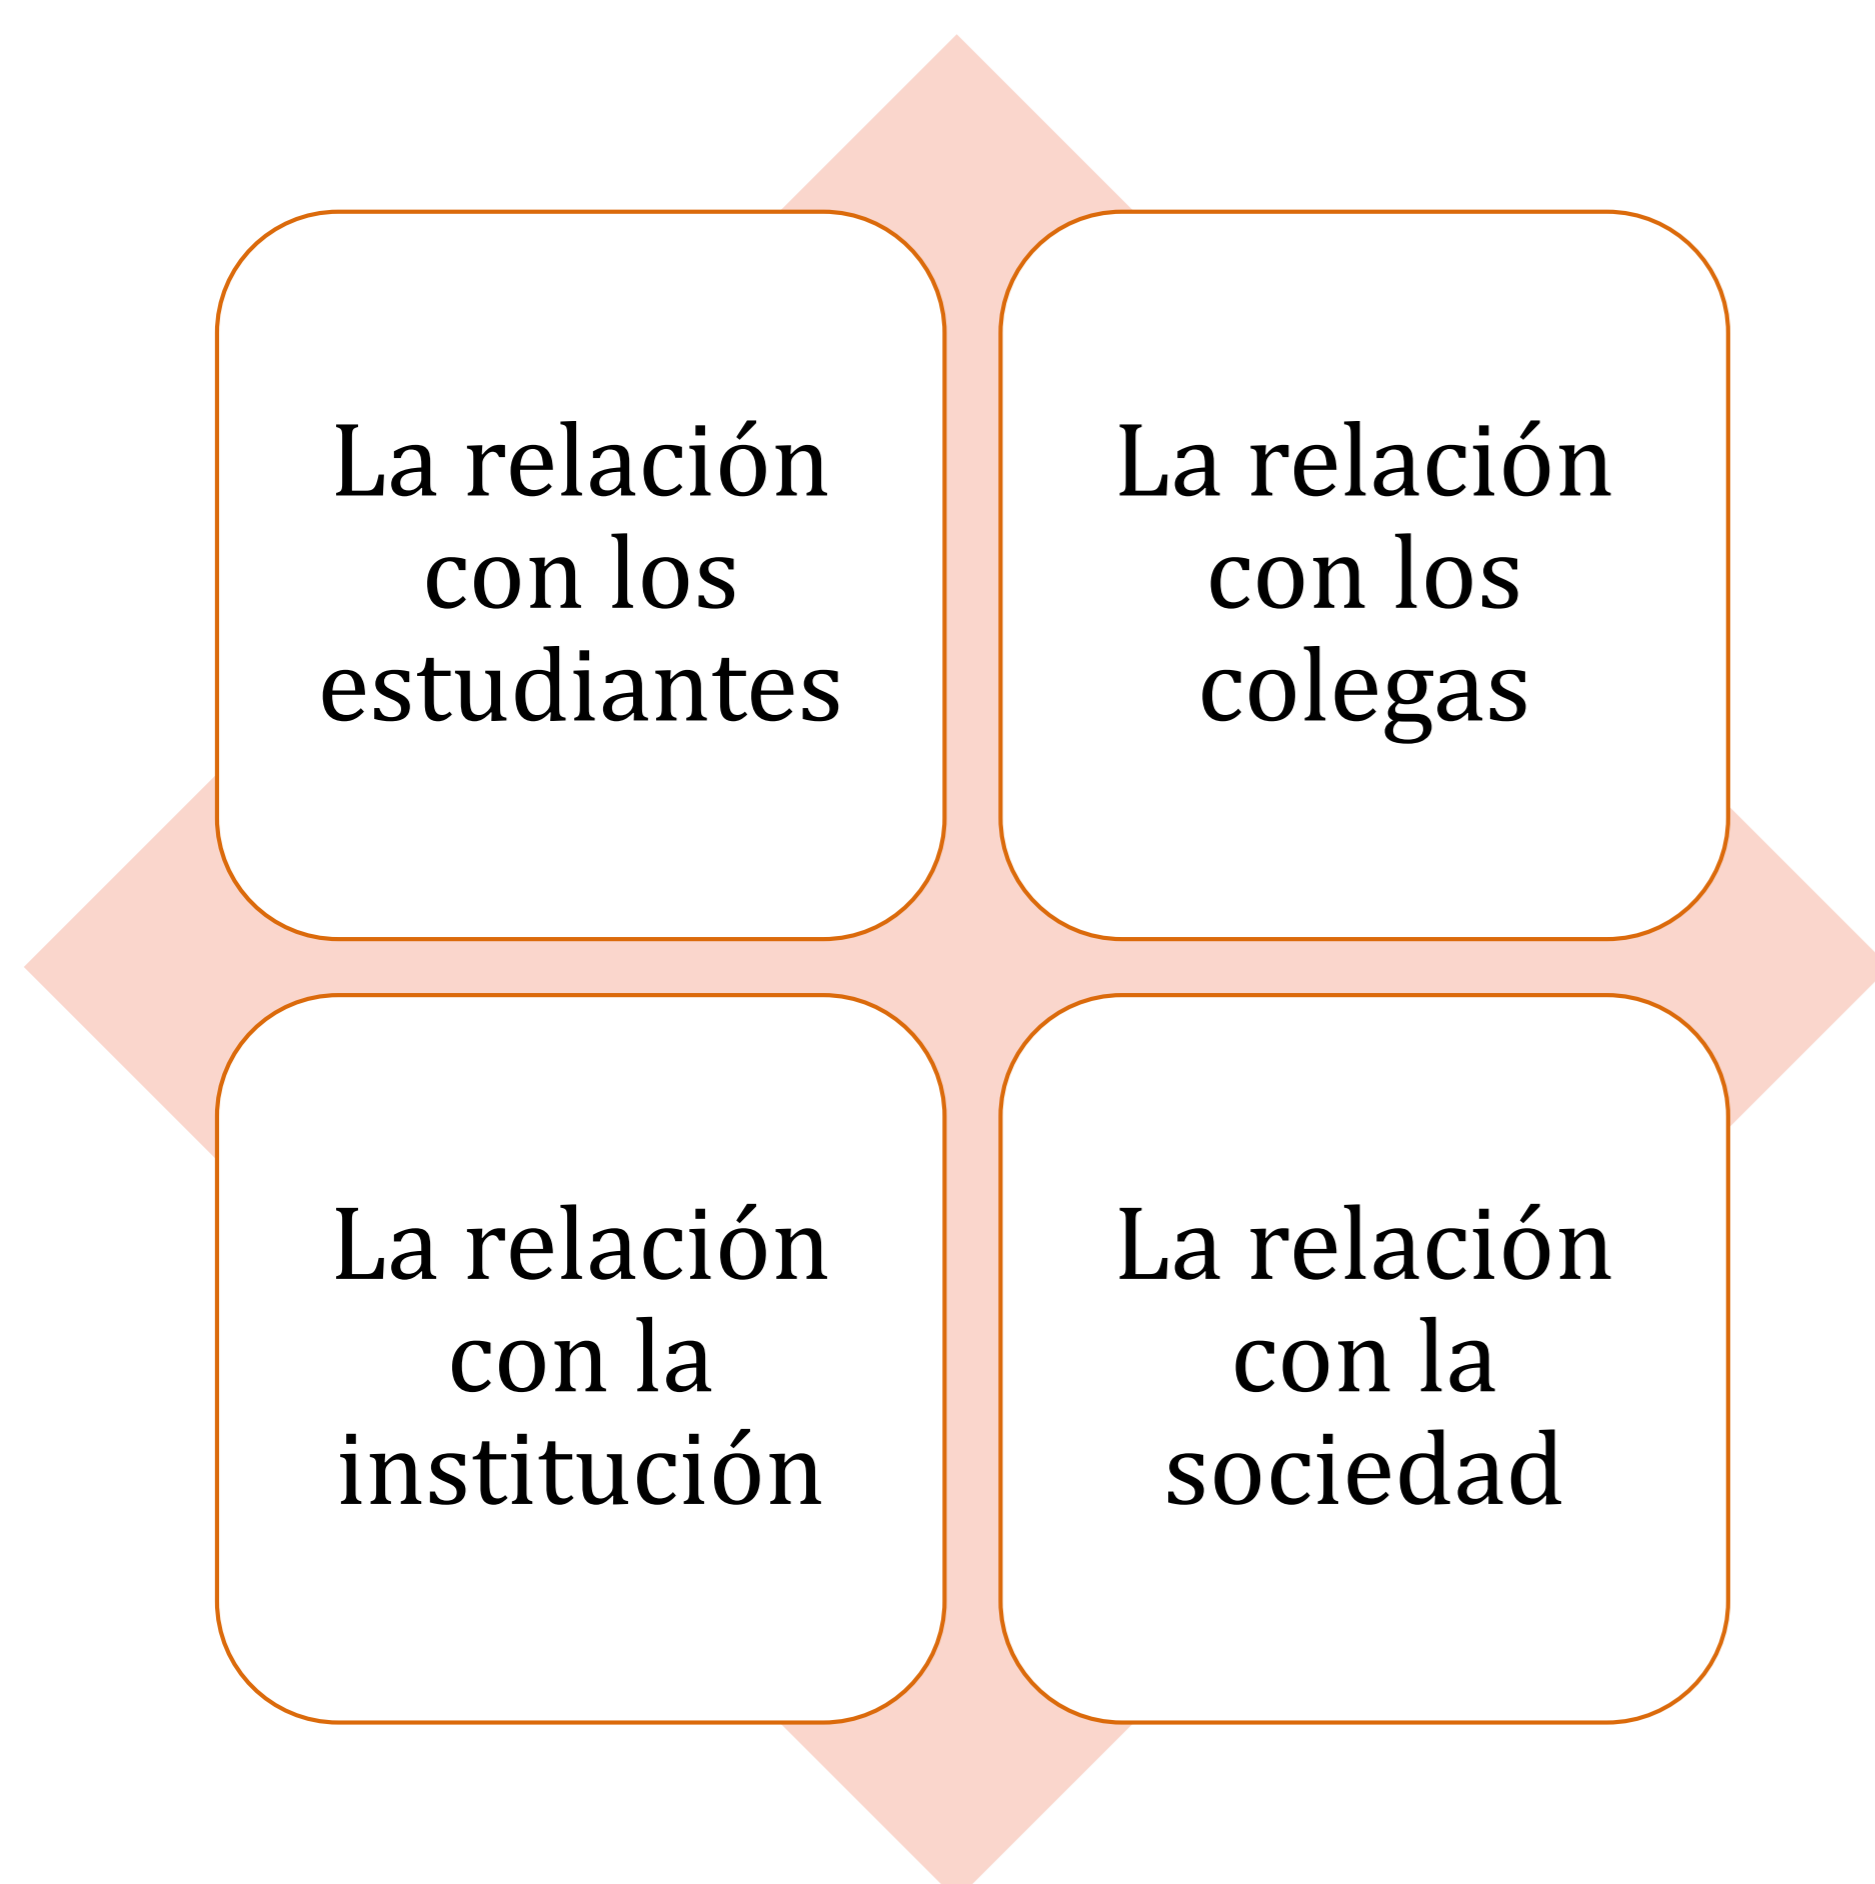 La relación
con los
estudiantes
La relación
con los
colegas
La relación
con la
institución
La relación
con la
sociedad